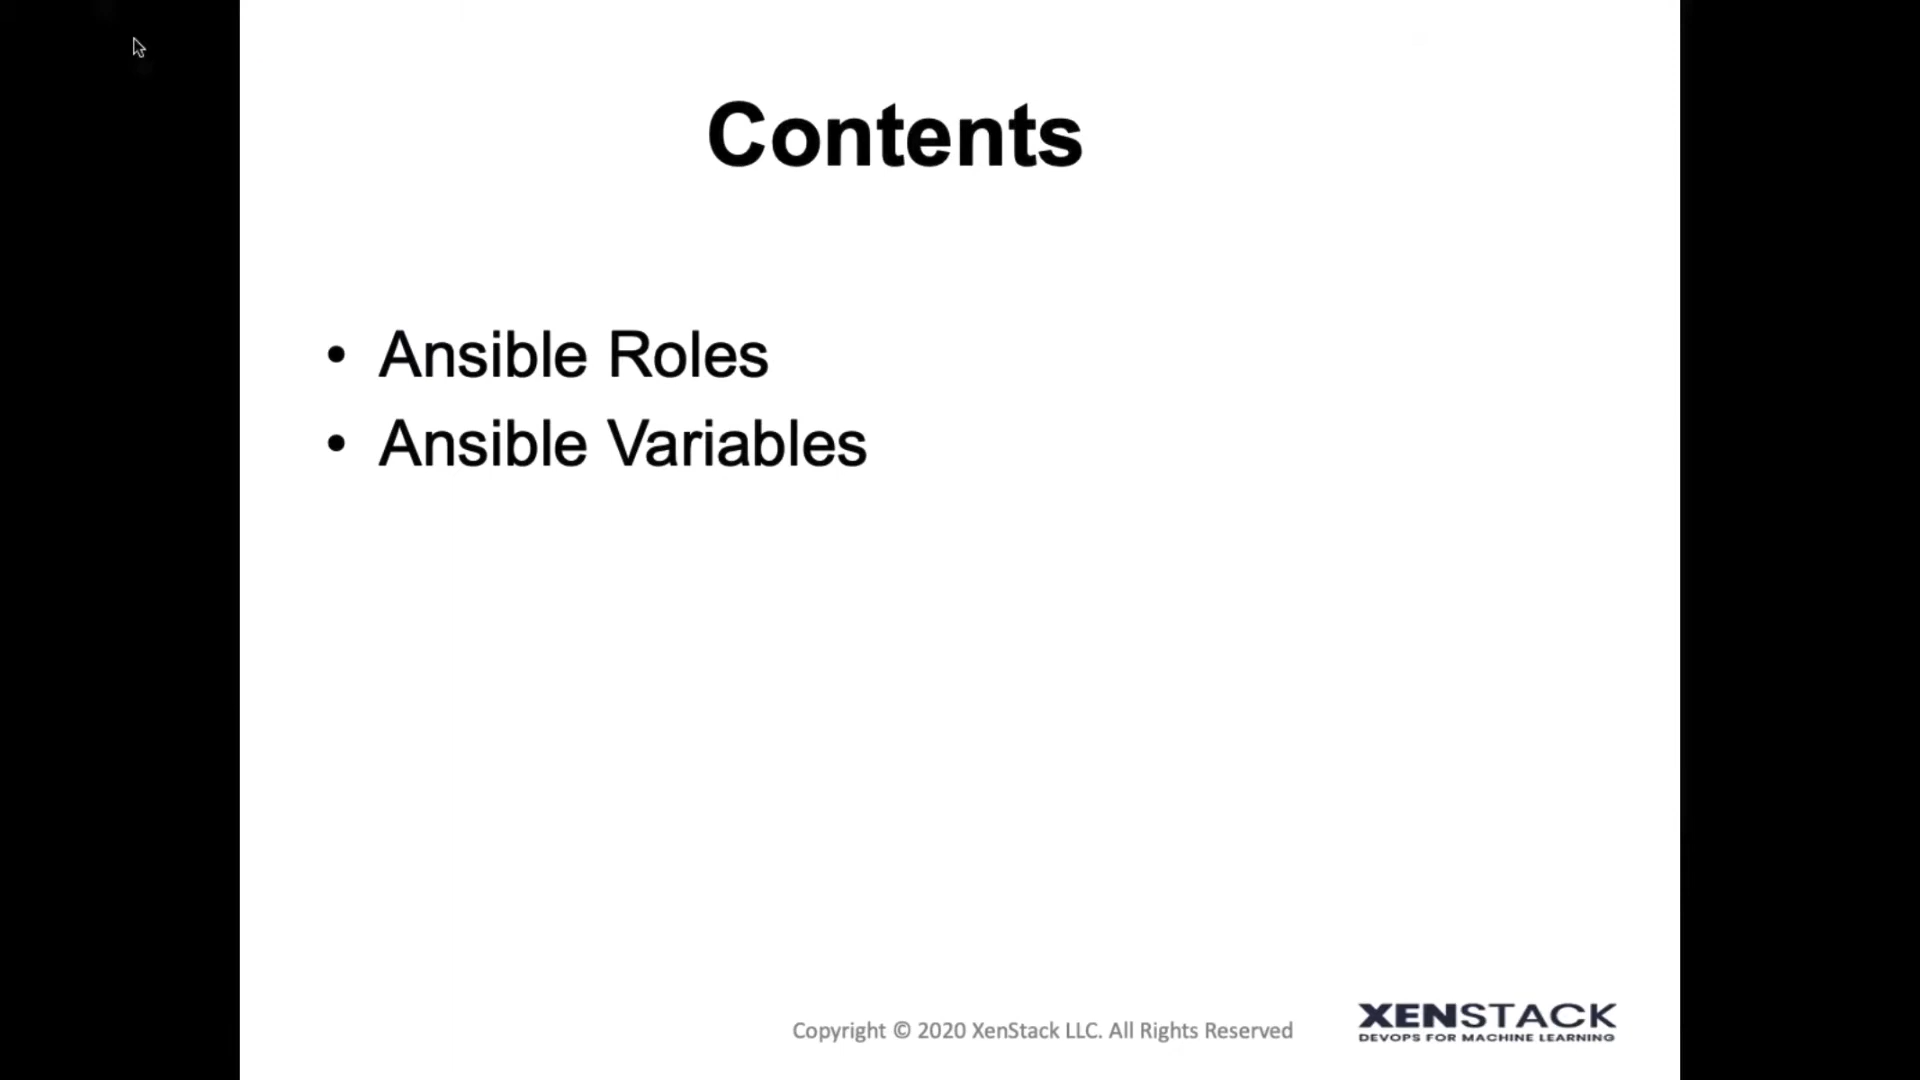 Contents
• Ansible Roles
• Ansible Variables
Copyright © 2020 XenStack LLC. All Rights Reserved
XENSTACK
DEVOPS FOR MACHINE LEARNING